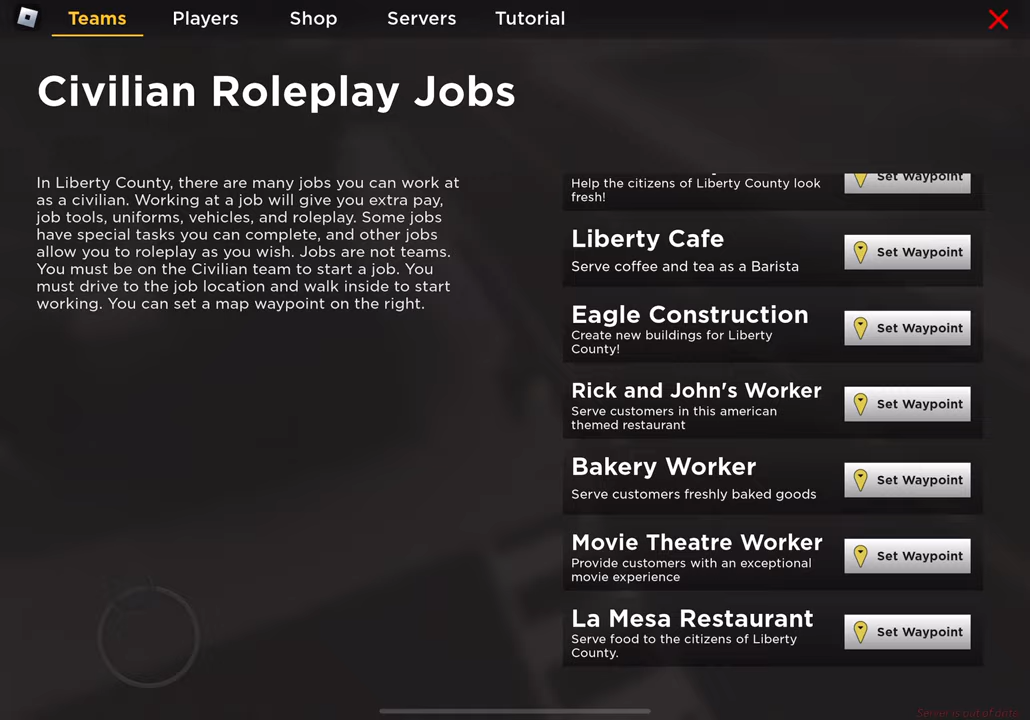 Teams Players Shop Servers Tutorial
Civilian Roleplay Jobs
In Liberty County, there are many jobs you can work at
as a civilian. Working at a job will give you extra pay,
job tools, uniforms, vehicles, and roleplay. Some jobs
have special tasks you can complete, and other jobs
allow you to roleplay as you wish. Jobs are not teams.
You must be on the Civilian team to start a job. You
must drive to the job location and walk inside to start
working. You can set a map waypoint on the right.
Help the citizens of Liberty County look
fresh!
Set Waypoint
Liberty Cafe
Serve coffee and tea as a Barista
Set Waypoint
Eagle Construction
Create new buildings for Liberty
County!
Set Waypoint
Rick and John's Worker
Serve customers in this american
themed restaurant
Set Waypoint
Bakery Worker
Serve customers freshly baked goods
Set Waypoint
Movie Theatre Worker
Provide customers with an exceptional
movie experience
Set Waypoint
La Mesa Restaurant
Serve food to the citizens of Liberty
County.
Set Waypoint
Server is out of date